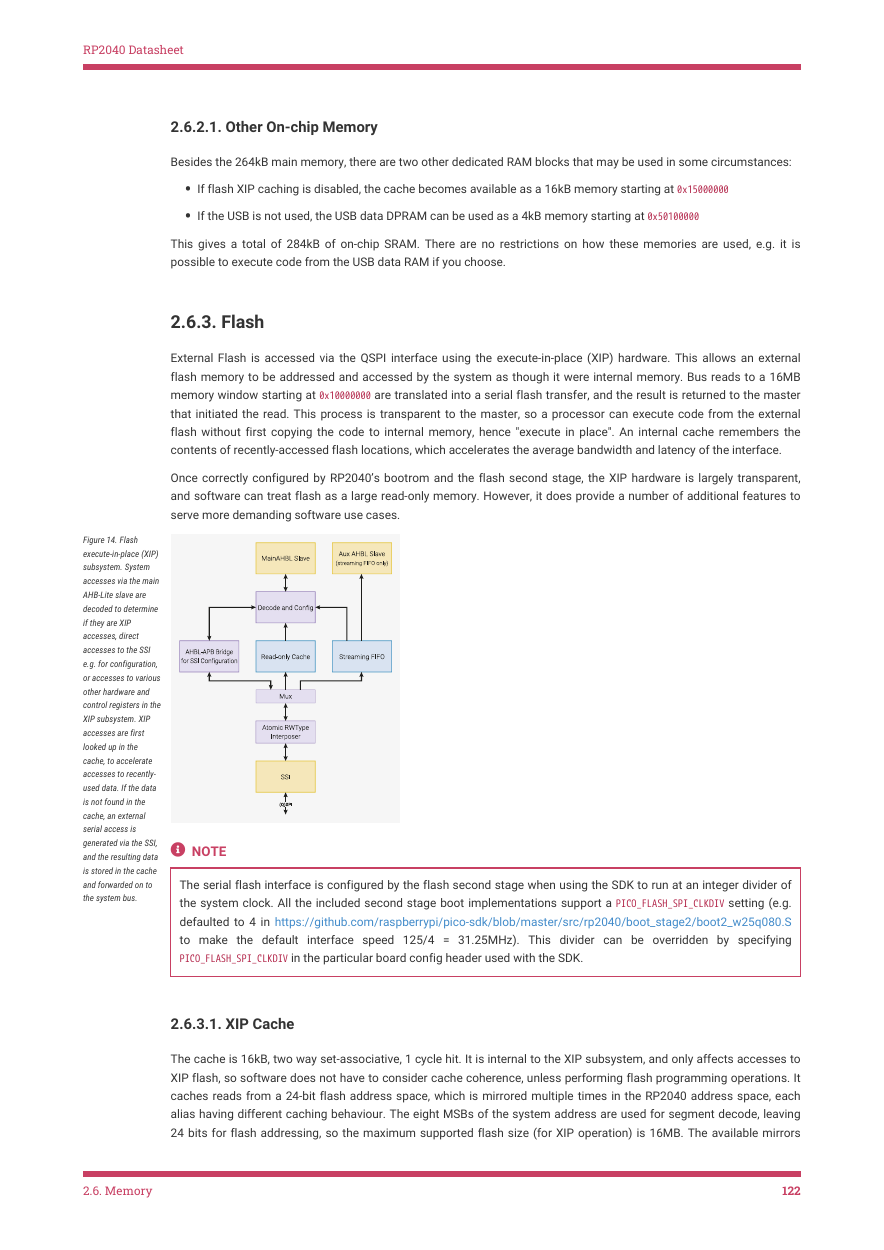 RP2040 Datasheet
2.6.2.1. Other On-chip Memory
Besides the 264kB main memory, there are two other dedicated RAM blocks that may be used in some circumstances:
• If flash XIP caching is disabled, the cache becomes available as a 16kB memory starting at 0x15000000
• If the USB is not used, the USB data DPRAM can be used as a 4kB memory starting at 0x50100000
This gives a total of 284kB of on-chip SRAM. There are no restrictions on how these memories are used, e.g. it is
possible to execute code from the USB data RAM if you choose.
2.6.3. Flash
External Flash is accessed via the QSPI interface using the execute-in-place (XIP) hardware. This allows an external
flash memory to be addressed and accessed by the system as though it were internal memory. Bus reads to a 16MB
memory window starting at 0x10000000 are translated into a serial flash transfer, and the result is returned to the master
that initiated the read. This process is transparent to the master, so a processor can execute code from the external
flash without first copying the code to internal memory, hence "execute in place". An internal cache remembers the
contents of recently-accessed flash locations, which accelerates the average bandwidth and latency of the interface.
Once correctly configured by RP2040's bootrom and the flash second stage, the XIP hardware is largely transparent,
and software can treat flash as a large read-only memory. However, it does provide a number of additional features to
serve more demanding software use cases.
Figure 14. Flash
execute-in-place (XIP)
subsystem. System
accesses via the main
AHB-Lite slave are
decoded to determine
if they are XIP
accesses, direct
accesses to the SSI
e.g. for configuration,
or accesses to various
other hardware and
control registers in the
XIP subsystem. XIP
accesses are first
looked up in the
cache, to accelerate
accesses to recently-
used data. If the data
is not found in the
cache, an external
serial access is
generated via the SSI,
and the resulting data
is stored in the cache
and forwarded on to
the system bus.
MainAHBL Slave
Aux AHBL Slave
(streaming FIFO only)
Decode and Config
AHBL-APB Bridge
for SSI Configuration
Read-only Cache
Streaming FIFO
Mux
Atomic RWType
Interposer
SSI
NOTE
The serial flash interface is configured by the flash second stage when using the SDK to run at an integer divider of
the system clock. All the included second stage boot implementations support a PICO_FLASH_SPI_CLKDIV setting (e.g.
defaulted to 4 in https://github.com/raspberrypi/pico-sdk/blob/master/src/rp2040/boot_stage2/boot2_w25q080.S
to make the default interface speed 125/4 = 31.25MHz). This divider can be overridden by specifying
PICO_FLASH_SPI_CLKDIV in the particular board config header used with the SDK.
2.6.3.1. XIP Cache
The cache is 16kB, two way set-associative, 1 cycle hit. It is internal to the XIP subsystem, and only affects accesses to
XIP flash, so software does not have to consider cache coherence, unless performing flash programming operations. It
caches reads from a 24-bit flash address space, which is mirrored multiple times in the RP2040 address space, each
alias having different caching behaviour. The eight MSBs of the system address are used for segment decode, leaving
24 bits for flash addressing, so the maximum supported flash size (for XIP operation) is 16MB. The available mirrors
2.6. Memory
122